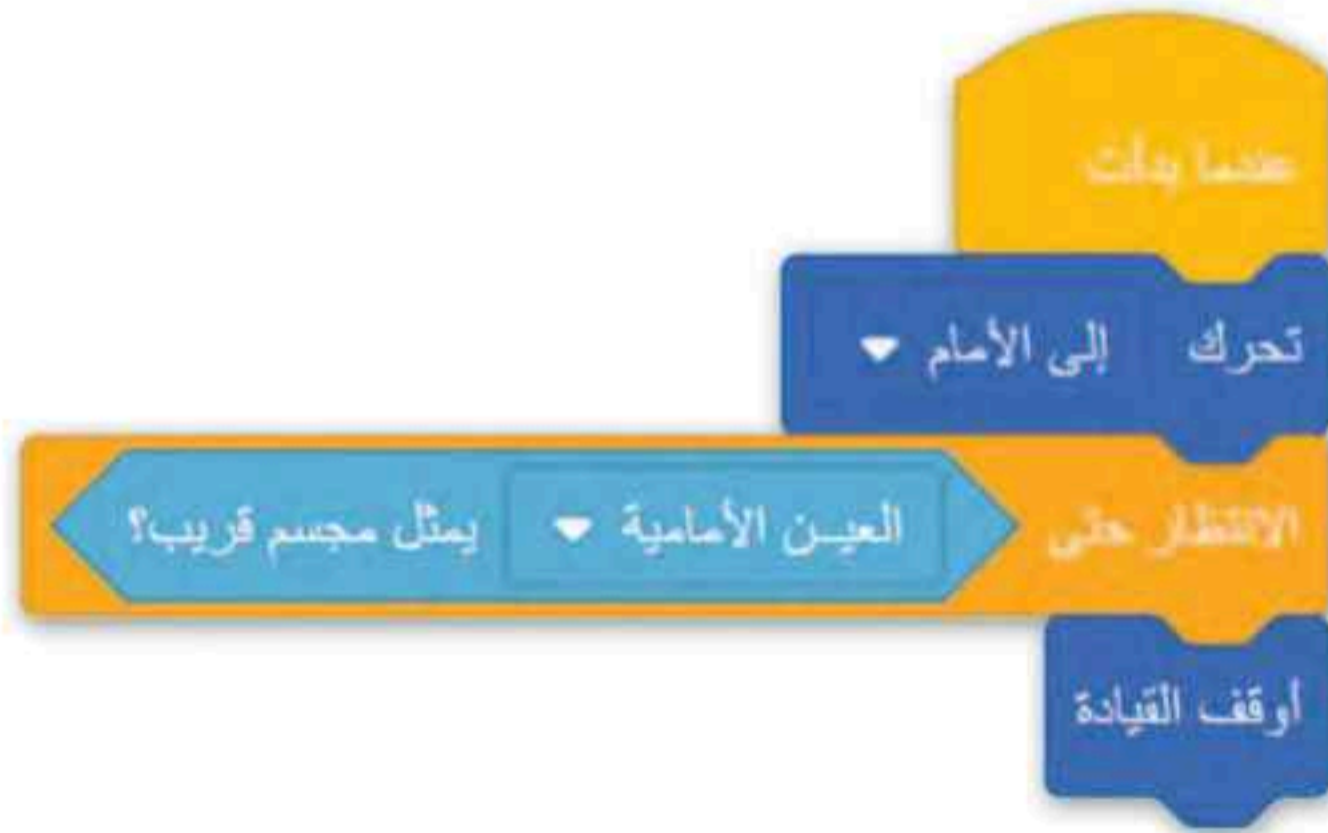 عندما بدأت
تحرك إلى الأمام
الانتظار حتى العين الأمامية يمثل مجسم قريب؟
أوقف القيادة